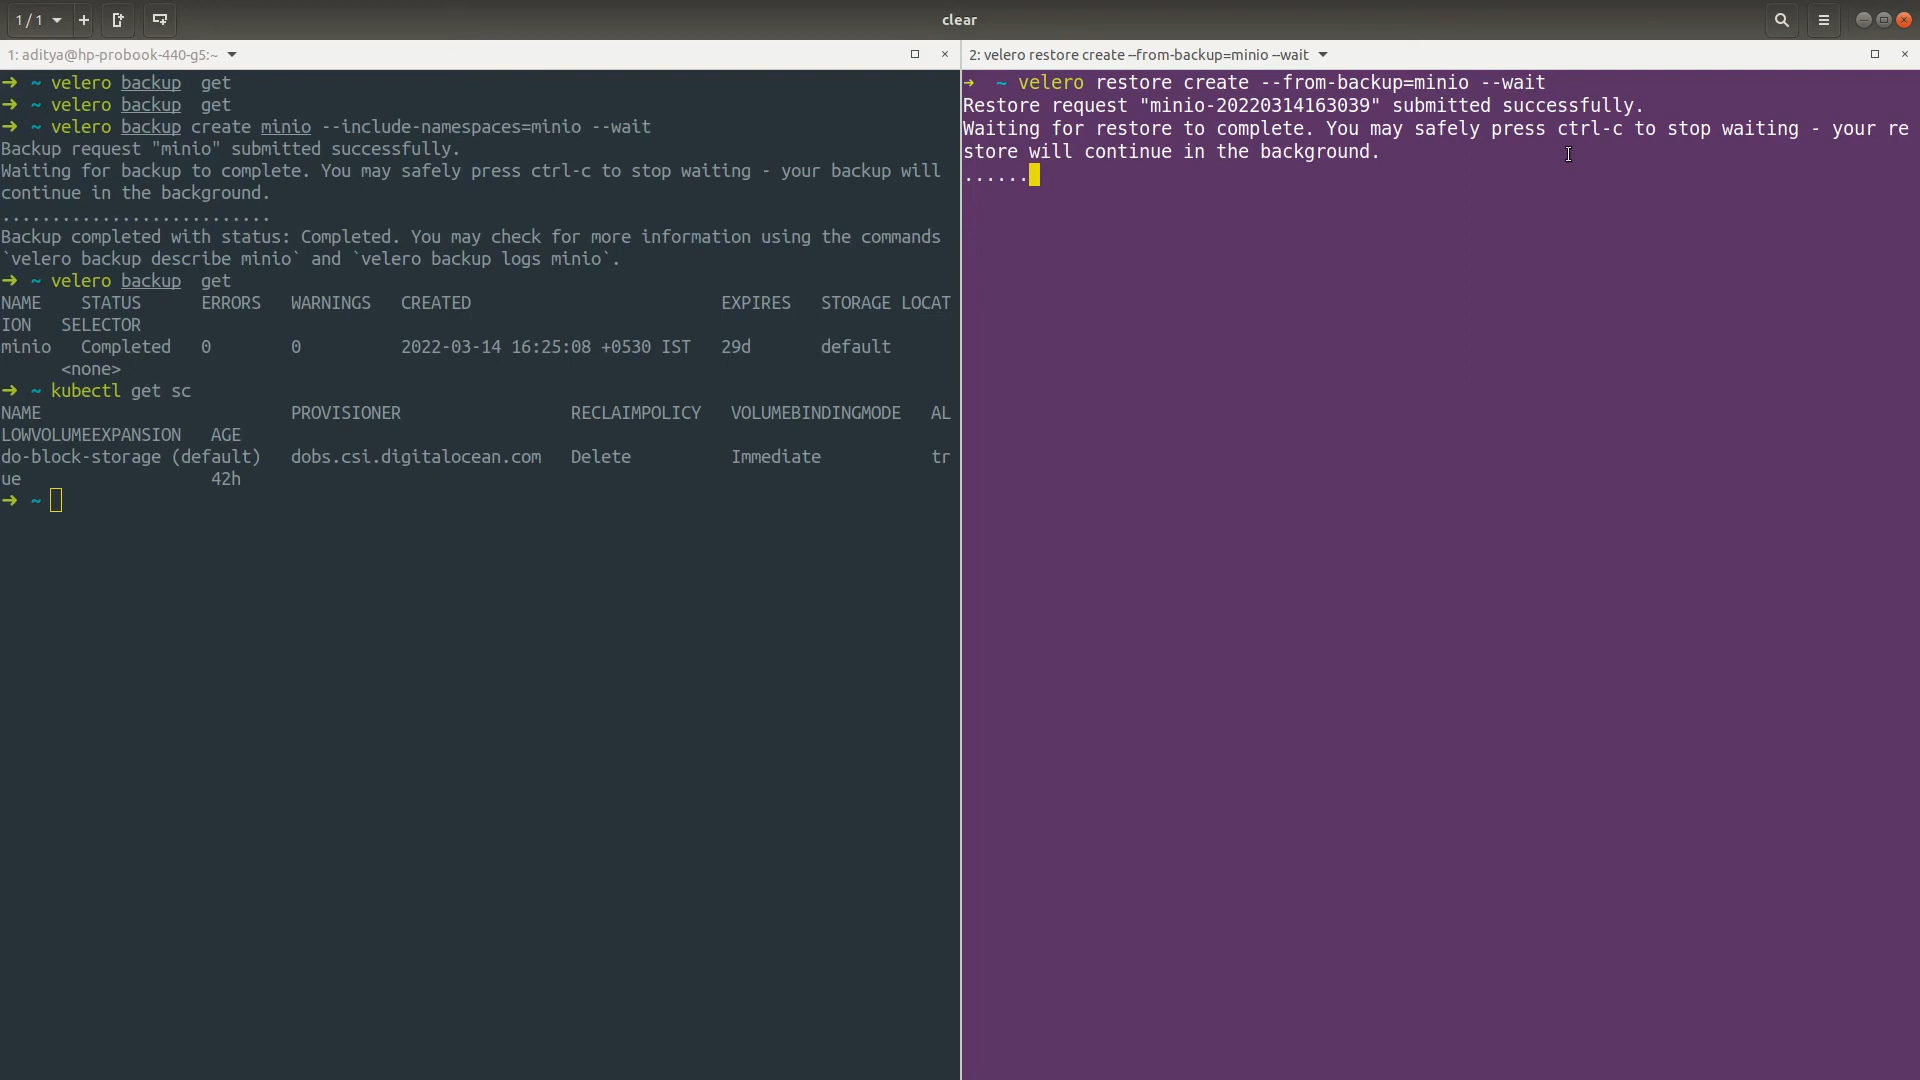 1 / 1
clear
1: aditya@hp-probook-440-g5:~
➜ ~ velero backup  get
➜ ~ velero backup  get
➜ ~ velero backup create minio --include-namespaces=minio --wait
Backup request "minio" submitted successfully.
Waiting for backup to complete. You may safely press ctrl-c to stop waiting - your backup will
continue in the background.
...........................
Backup completed with status: Completed. You may check for more information using the commands
`velero backup describe minio` and `velero backup logs minio`.
➜ ~ velero backup  get
NAME    STATUS      ERRORS   WARNINGS   CREATED                         EXPIRES   STORAGE LOCAT
ION   SELECTOR
minio   Completed   0        0          2022-03-14 16:25:08 +0530 IST   29d       default
      <none>
➜ ~ kubectl get sc
NAME                         PROVISIONER                 RECLAIMPOLICY   VOLUMEBINDINGMODE   AL
LOWVOLUMEEXPANSION   AGE
do-block-storage (default)   dobs.csi.digitalocean.com   Delete          Immediate           tr
ue                   42h
➜ ~
2: velero restore create --from-backup=minio --wait
➜  ~ velero restore create --from-backup=minio --wait
Restore request "minio-20220314163039" submitted successfully.
Waiting for restore to complete. You may safely press ctrl-c to stop waiting - your re
store will continue in the background.
......